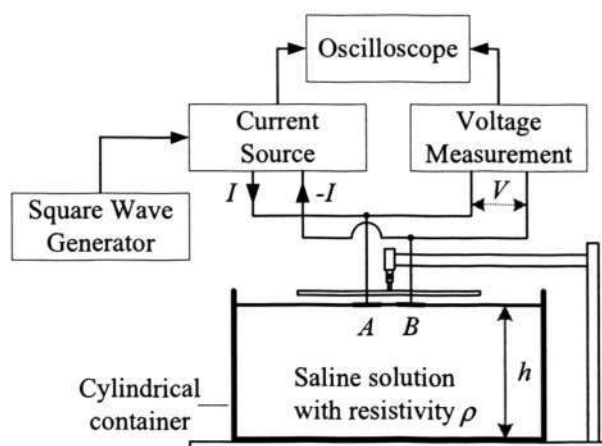 Oscilloscope
Current
Source
Voltage
Measurement
Square Wave
Generator
I
-I
V
A
B
Cylindrical
container
Saline solution
with resistivity ρ
h